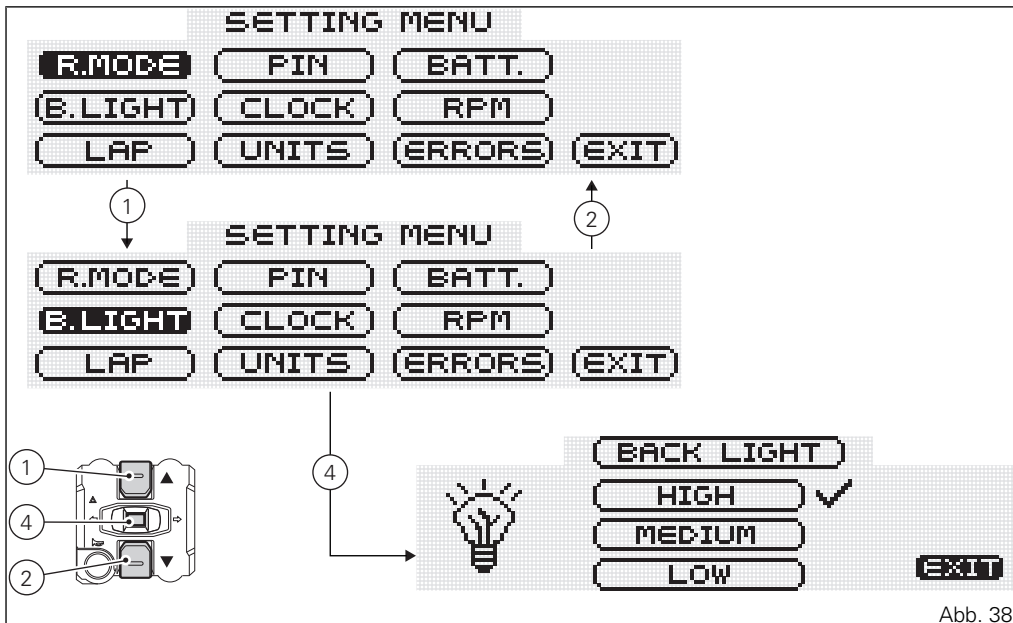 SETTING MENU
R.MODE PIN BATT.
B.LIGHT CLOCK RPM
LAP UNITS ERRORS EXIT
1
2
SETTING MENU
R.MODE PIN BATT.
B.LIGHT CLOCK RPM
LAP UNITS ERRORS EXIT
1
4
2
4
BACK LIGHT
HIGH
MEDIUM
LOW
EXIT
Abb. 38